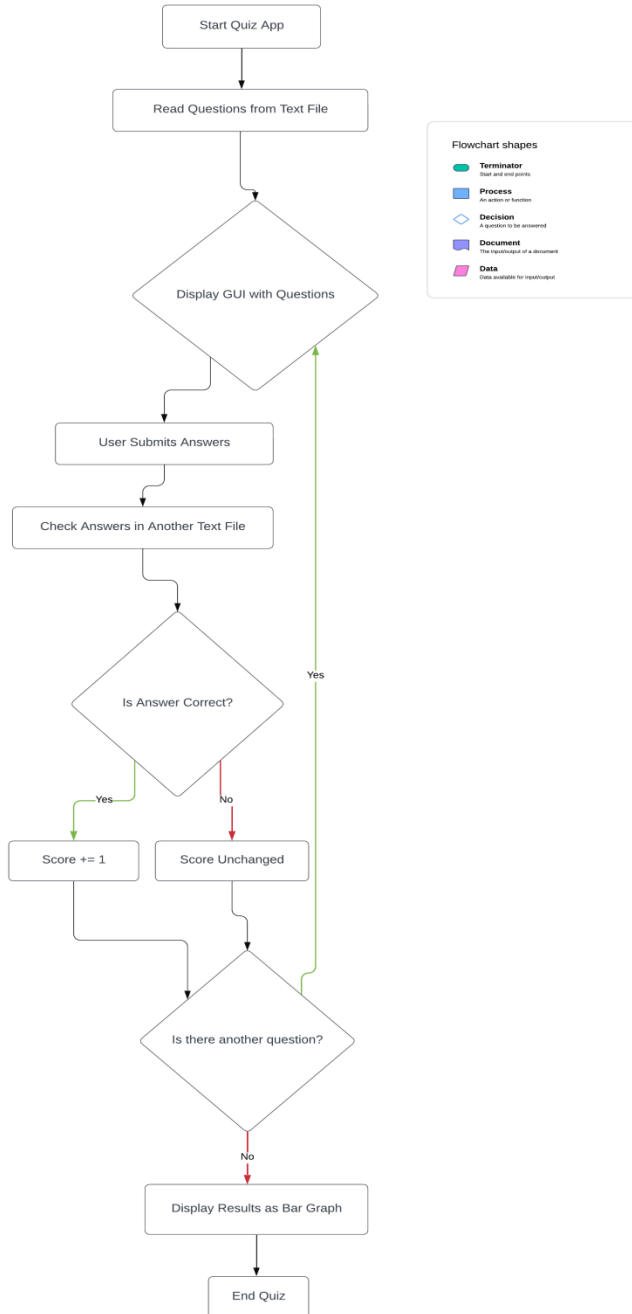 Start Quiz App
Read Questions from Text File
Flowchart shapes
Terminator
Start and end points
Process
An action or function
Decision
A question to be answered
Document
The input/output of a document
Data
Data available for input/output
Display GUI with Questions
User Submits Answers
Check Answers in Another Text File
Yes
Is Answer Correct?
Yes
No
Score += 1
Score Unchanged
Is there another question?
No
Display Results as Bar Graph
End Quiz